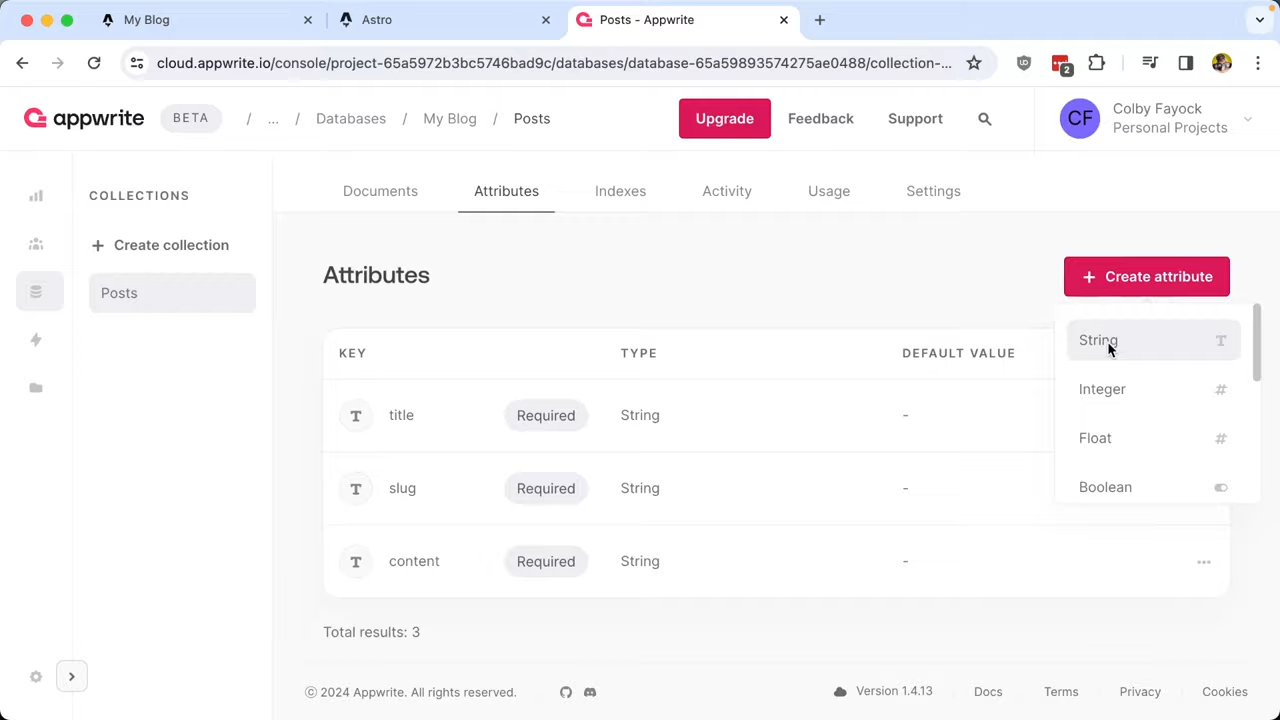 My Blog
Astro
Posts - Appwrite
cloud.appwrite.io/console/project-65a5972b3bc5746bad9c/databases/database-65a59893574275ae0488/collection-...
2
appwrite BETA / ... / Databases / My Blog / Posts Upgrade Feedback Support CF Colby Fayock
Personal Projects
COLLECTIONS
+ Create collection
Posts
Documents Attributes Indexes Activity Usage Settings
Attributes
+ Create attribute
String T
Integer #
Float #
Boolean
KEY TYPE DEFAULT VALUE
T title Required String -
T slug Required String -
T content Required String - ...
Total results: 3
© 2024 Appwrite. All rights reserved. Version 1.4.13 Docs Terms Privacy Cookies